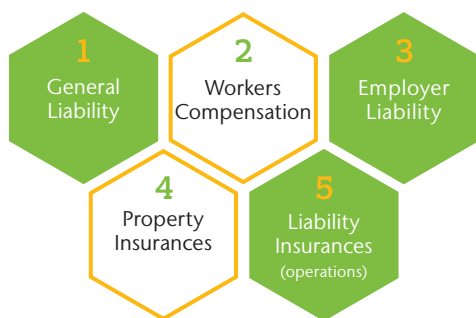 1
General
Liability
2
Workers
Compensation
3
Employer
Liability
4
Property
Insurances
5
Liability
Insurances
(operations)